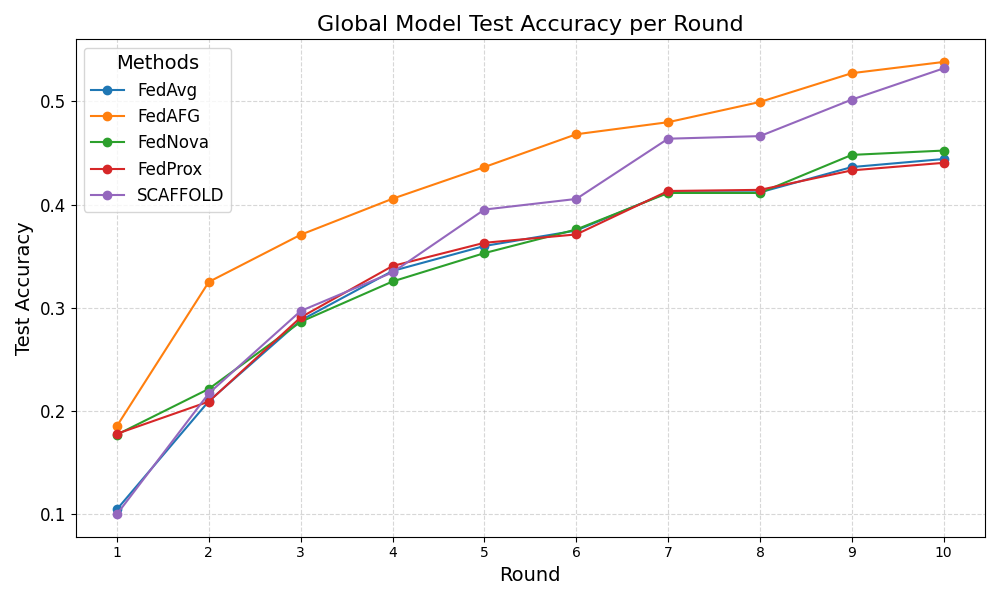 Global Model Test Accuracy per Round
Methods
FedAvg
FedAFG
FedNova
FedProx
SCAFFOLD
Test Accuracy
0.5
0.4
0.3
0.2
0.1
1 2 3 4 5 6 7 8 9 10
Round